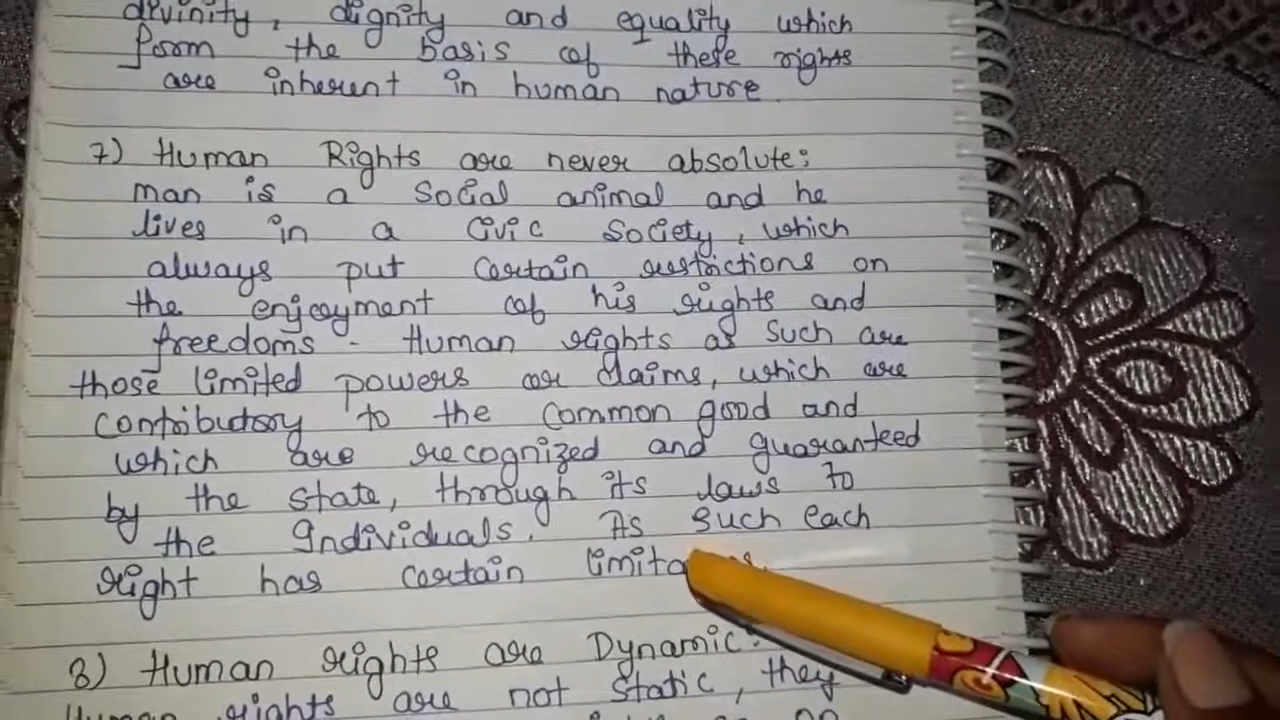 divinity, dignity and equality which
form the basis of these rights
are inherent in human nature
7) Human Rights are never absolute:
man is a social animal and he
lives in a civic society, which
always put certain restrictions on
the enjoyment of his rights and
freedoms. Human rights as such are
those limited powers or claims, which are
contributory to the common good and
which are recognized and guaranteed
by the state, through its laws to
the Individuals. As such each
right has certain
8) Human rights are Dynamic:
Human rights are not static, they